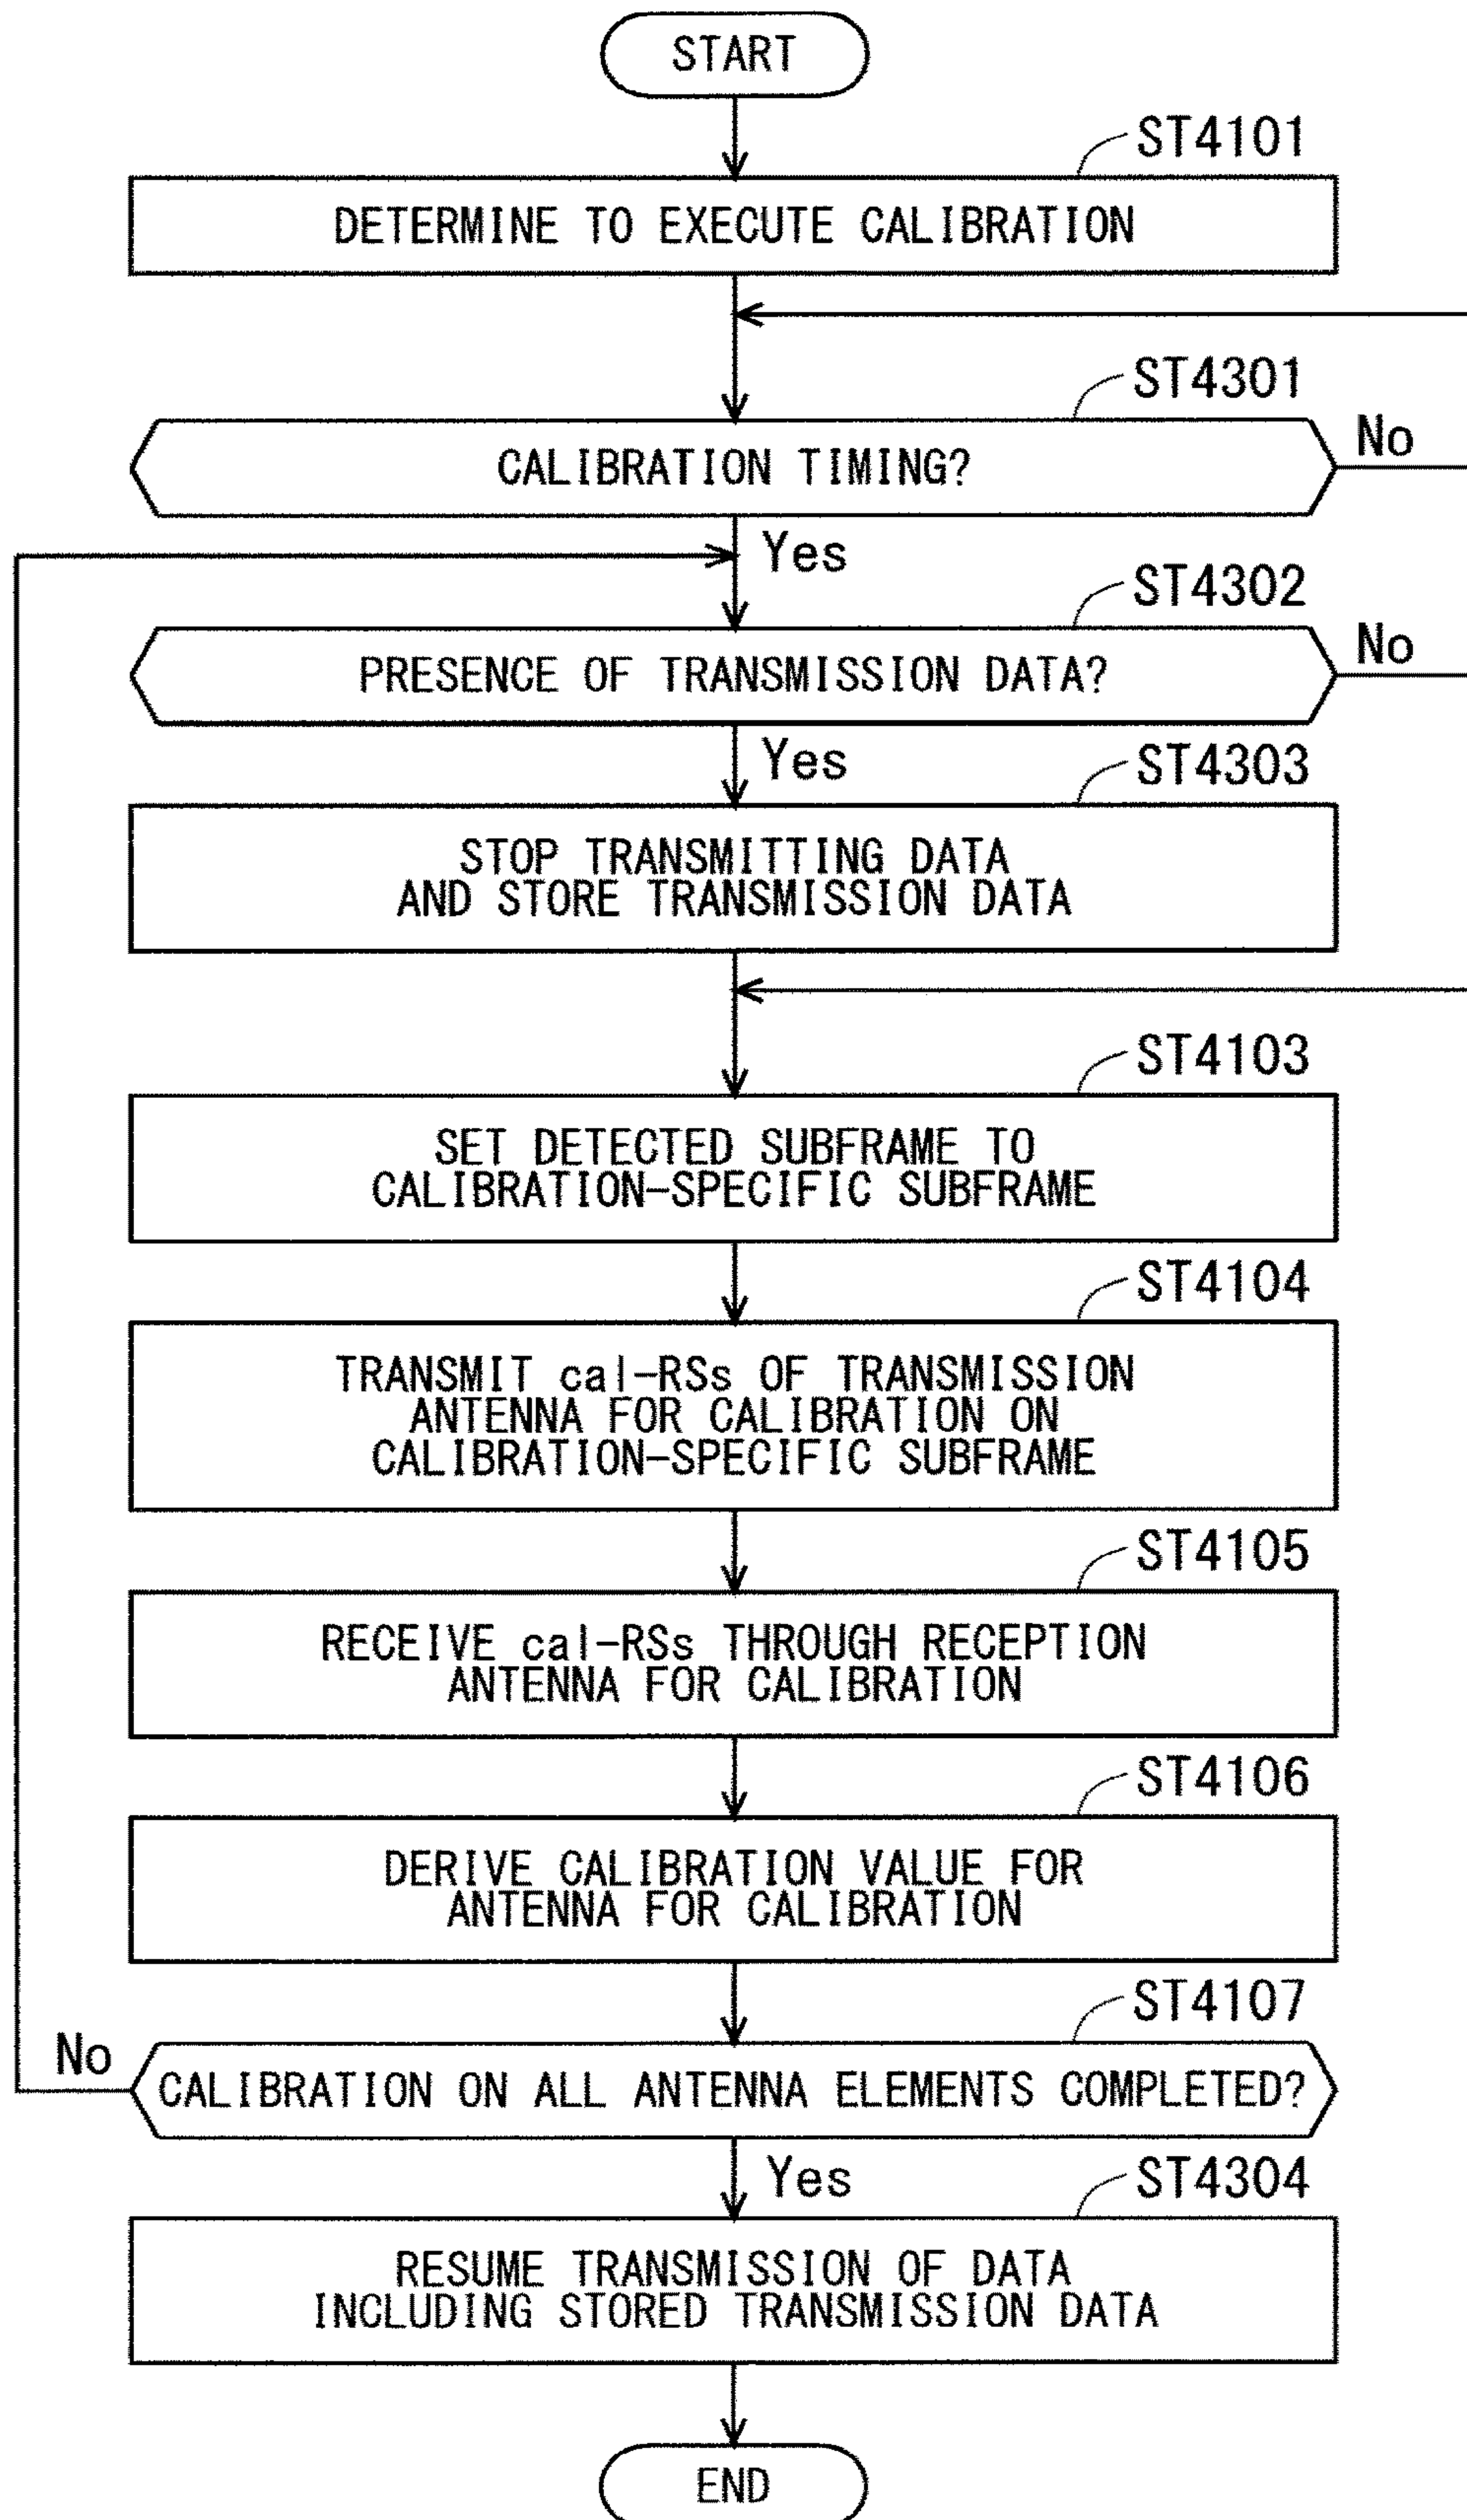 START
ST4101
DETERMINE TO EXECUTE CALIBRATION
ST4301
CALIBRATION TIMING?
No
Yes
ST4302
PRESENCE OF TRANSMISSION DATA?
No
Yes
ST4303
STOP TRANSMITTING DATA
AND STORE TRANSMISSION DATA
ST4103
SET DETECTED SUBFRAME TO
CALIBRATION-SPECIFIC SUBFRAME
ST4104
TRANSMIT cal-RSs OF TRANSMISSION
ANTENNA FOR CALIBRATION ON
CALIBRATION-SPECIFIC SUBFRAME
ST4105
RECEIVE cal-RSs THROUGH RECEPTION
ANTENNA FOR CALIBRATION
ST4106
DERIVE CALIBRATION VALUE FOR
ANTENNA FOR CALIBRATION
ST4107
No
CALIBRATION ON ALL ANTENNA ELEMENTS COMPLETED?
Yes
ST4304
RESUME TRANSMISSION OF DATA
INCLUDING STORED TRANSMISSION DATA
END